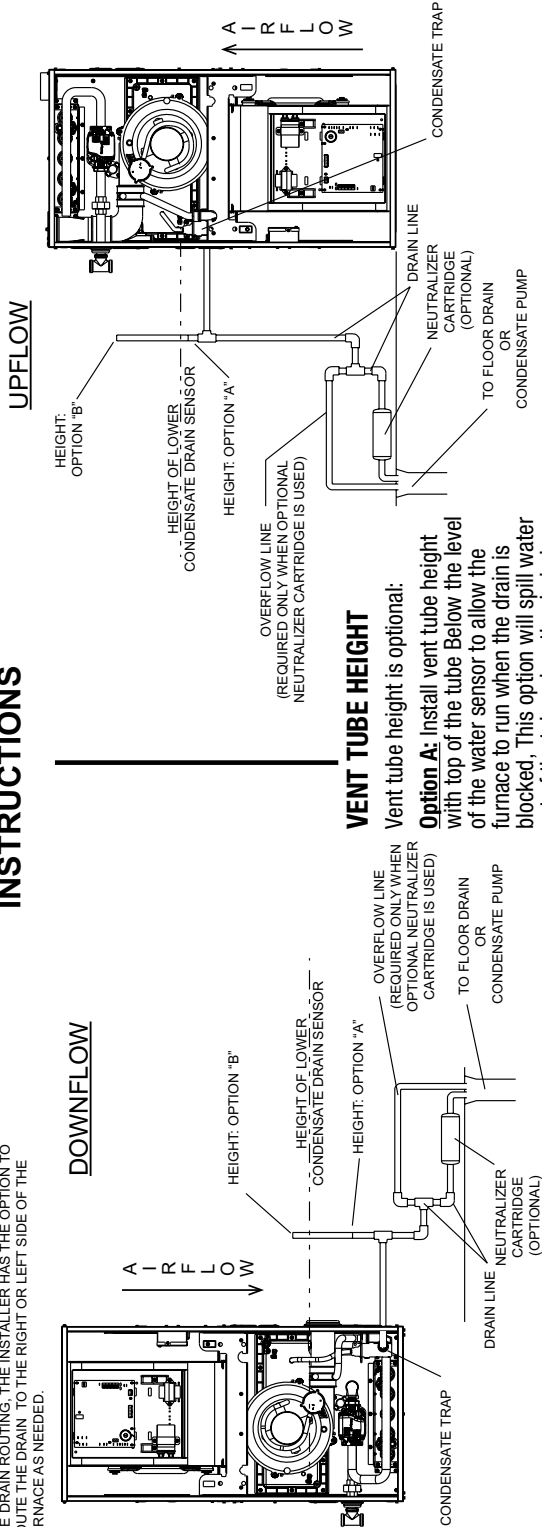 INSTRUCTIONS
E DRAIN ROUTING, THE INSTALLER HAS THE OPTION TO
THE DRAIN TO THE RIGHT OR LEFT SIDE OF THE
AS NEEDED.
DOWNFLOW
AIRFLOW
HEIGHT: OPTION "B"
HEIGHT OF LOWER
CONDENSATE DRAIN SENSOR
HEIGHT: OPTION "A"
OVERFLOW LINE
(REQUIRED ONLY WHEN
OPTIONAL NEUTRALIZER
CARTRIDGE IS USED)
TO FLOOR DRAIN
OR
CONDENSATE PUMP
DRAIN LINE
NEUTRALIZER
CARTRIDGE
(OPTIONAL)
CONDENSATE TRAP
UPFLOW
AIRFLOW
HEIGHT:
OPTION "B"
HEIGHT OF LOWER
CONDENSATE DRAIN SENSOR
HEIGHT: OPTION "A"
OVERFLOW LINE
(REQUIRED ONLY WHEN OPTIONAL
NEUTRALIZER CARTRIDGE IS USED)
CONDENSATE TRAP
DRAIN LINE
NEUTRALIZER
CARTRIDGE
(OPTIONAL)
TO FLOOR DRAIN
OR
CONDENSATE PUMP
VENT TUBE HEIGHT
Vent tube height is optional:
Option A: Install vent tube height
with top of the tube Below the level
of the water sensor to allow the
furnace to run when the drain is
blocked, This option will spill water